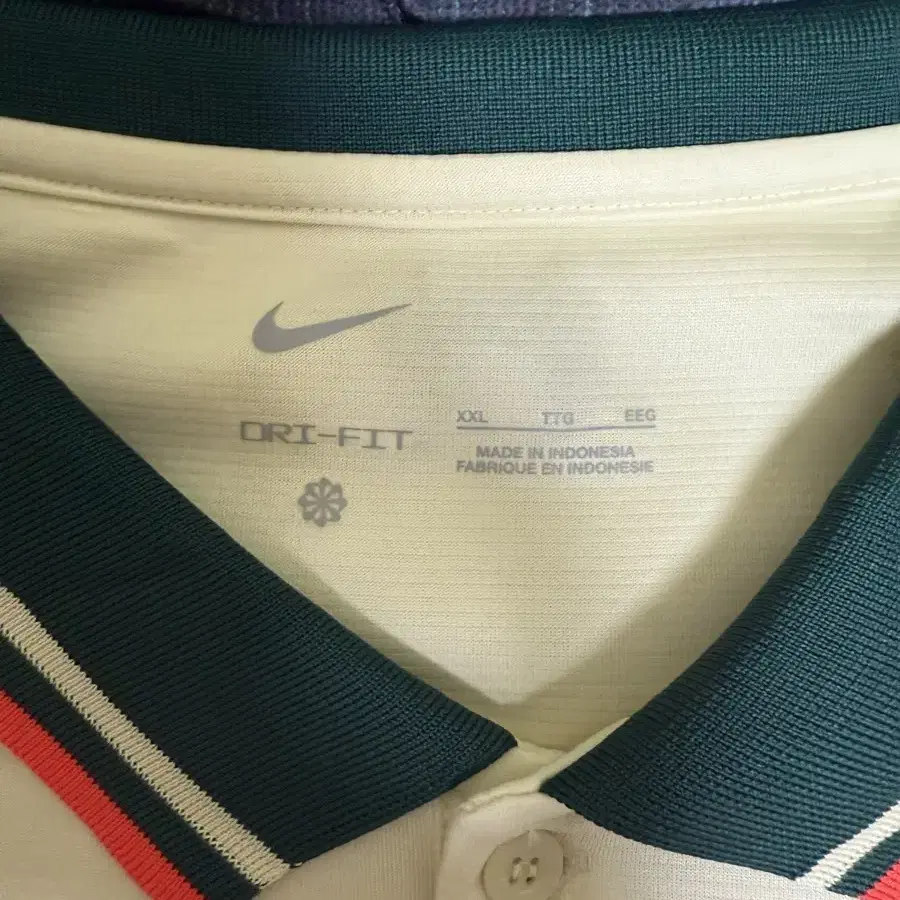 DRI-FIT
XXL TTG EEG
MADE IN INDONESIA
FABRIQUE EN INDONESIE